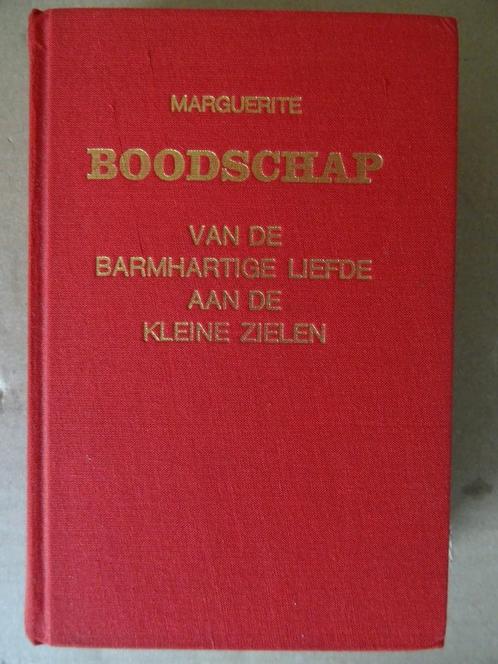 MARGUERITE
BOODSCHAP
VAN DE
BARMHARTIGE LIEFDE
AAN DE
KLEINE ZIELEN